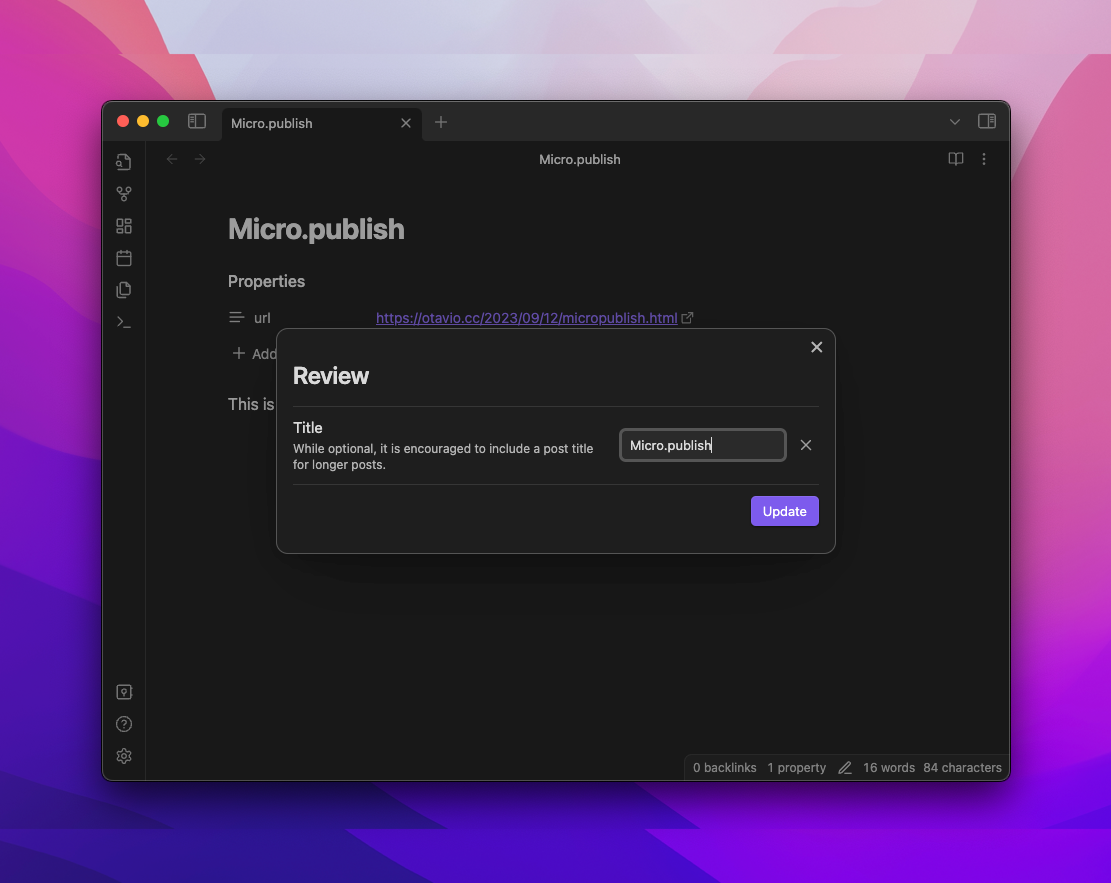 Micro.publish
Micro.publish
Micro.publish
Properties
url https://otavio.cc/2023/09/12/micropublish.html
Add
This is
Review
Title
While optional, it is encouraged to include a post title
for longer posts.
Micro.publish
Update
0 backlinks 1 property 16 words 84 characters